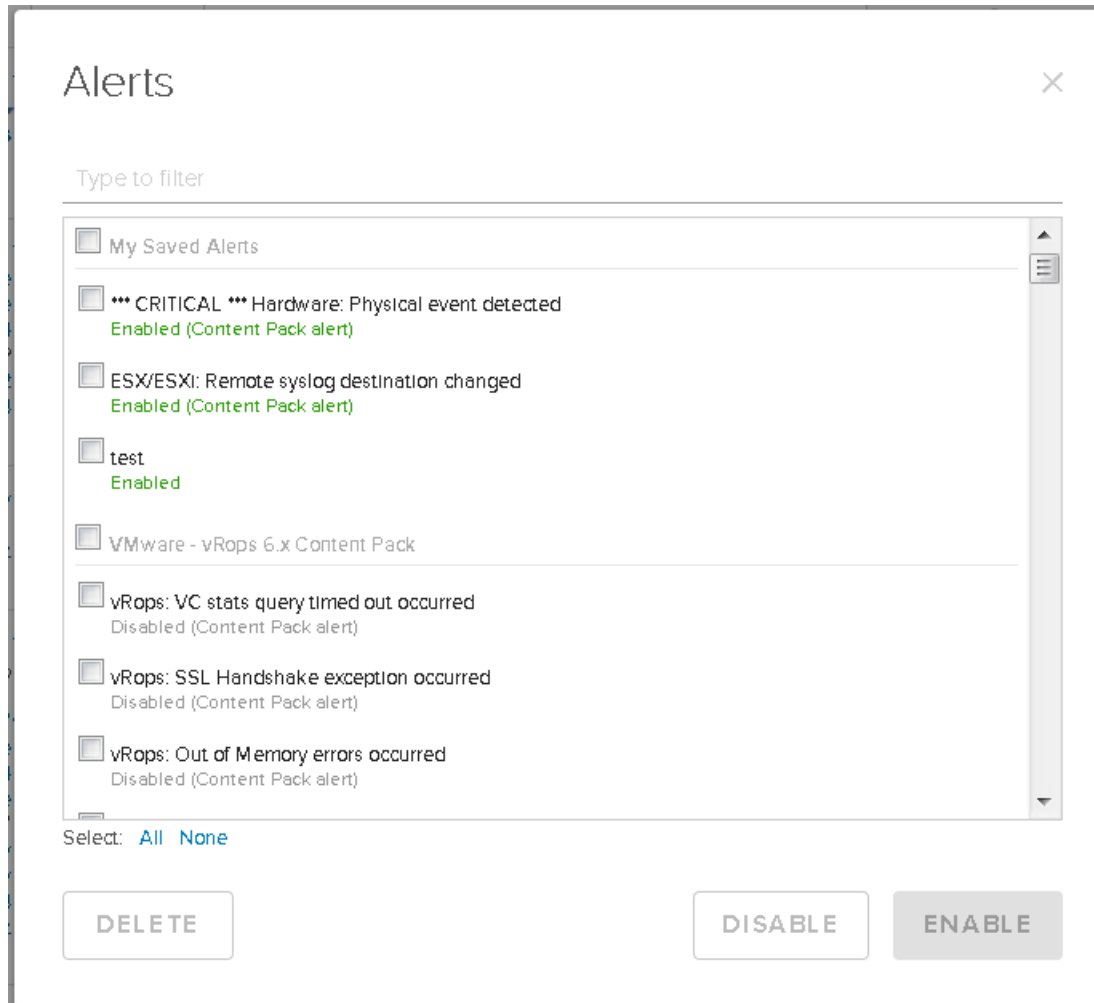 Alerts
Type to filter
My Saved Alerts
*** CRITICAL *** Hardware: Physical event detected
Enabled (Content Pack alert)
ESX/ESXi: Remote syslog destination changed
Enabled (Content Pack alert)
test
Enabled
VMware - vRops 6.x Content Pack
vRops: VC stats query timed out occurred
Disabled (Content Pack alert)
vRops: SSL Handshake exception occurred
Disabled (Content Pack alert)
vRops: Out of Memory errors occurred
Disabled (Content Pack alert)
Select: All None
DELETE DISABLE ENABLE